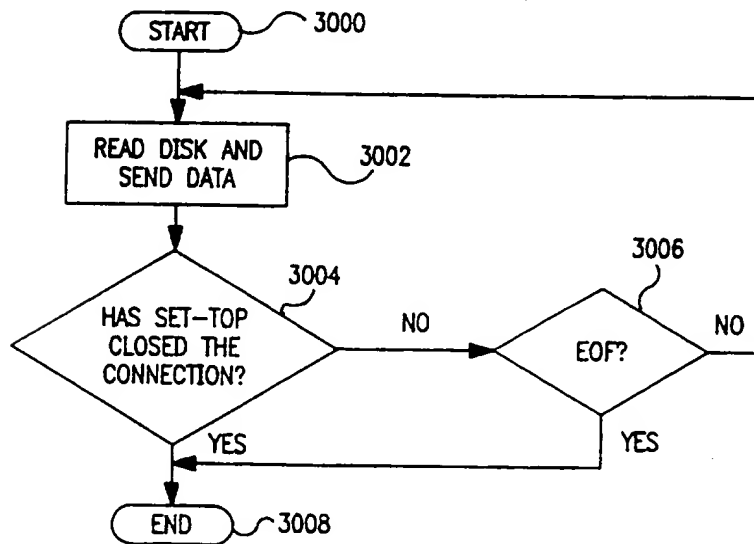 START
3000
READ DISK AND
SEND DATA
3002
HAS SET-TOP
CLOSED THE
CONNECTION?
3004
NO
EOF?
3006
NO
YES
YES
END
3008